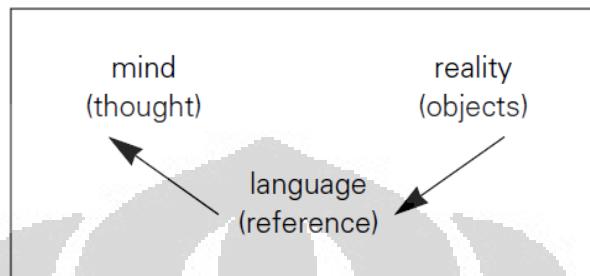 mind
(thought)
reality
(objects)
language
(reference)